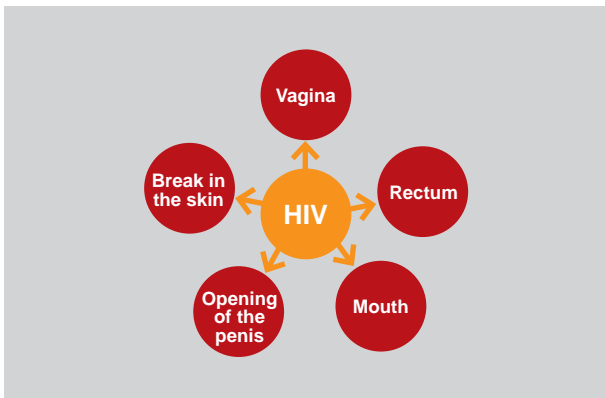 Vagina
Break in
the skin
HIV
Rectum
Opening
of the
penis
Mouth